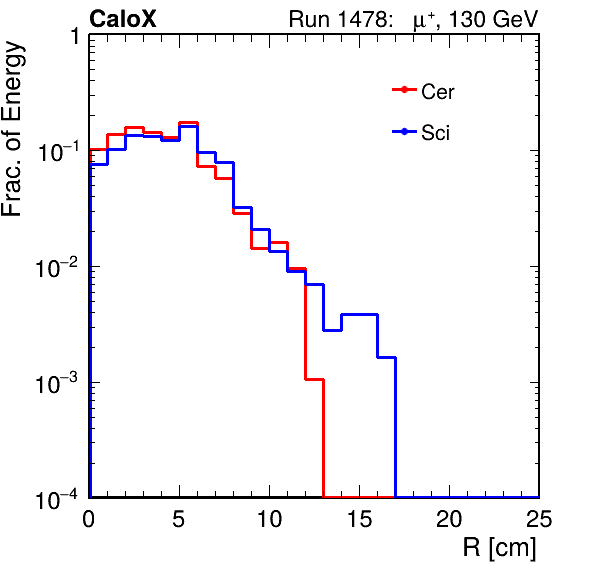 CaloX Run 1478: μ⁺, 130 GeV
Frac. of Energy
1
10⁻¹
10⁻²
10⁻³
10⁻⁴
Cer
Sci
0 5 10 15 20 25
R [cm]